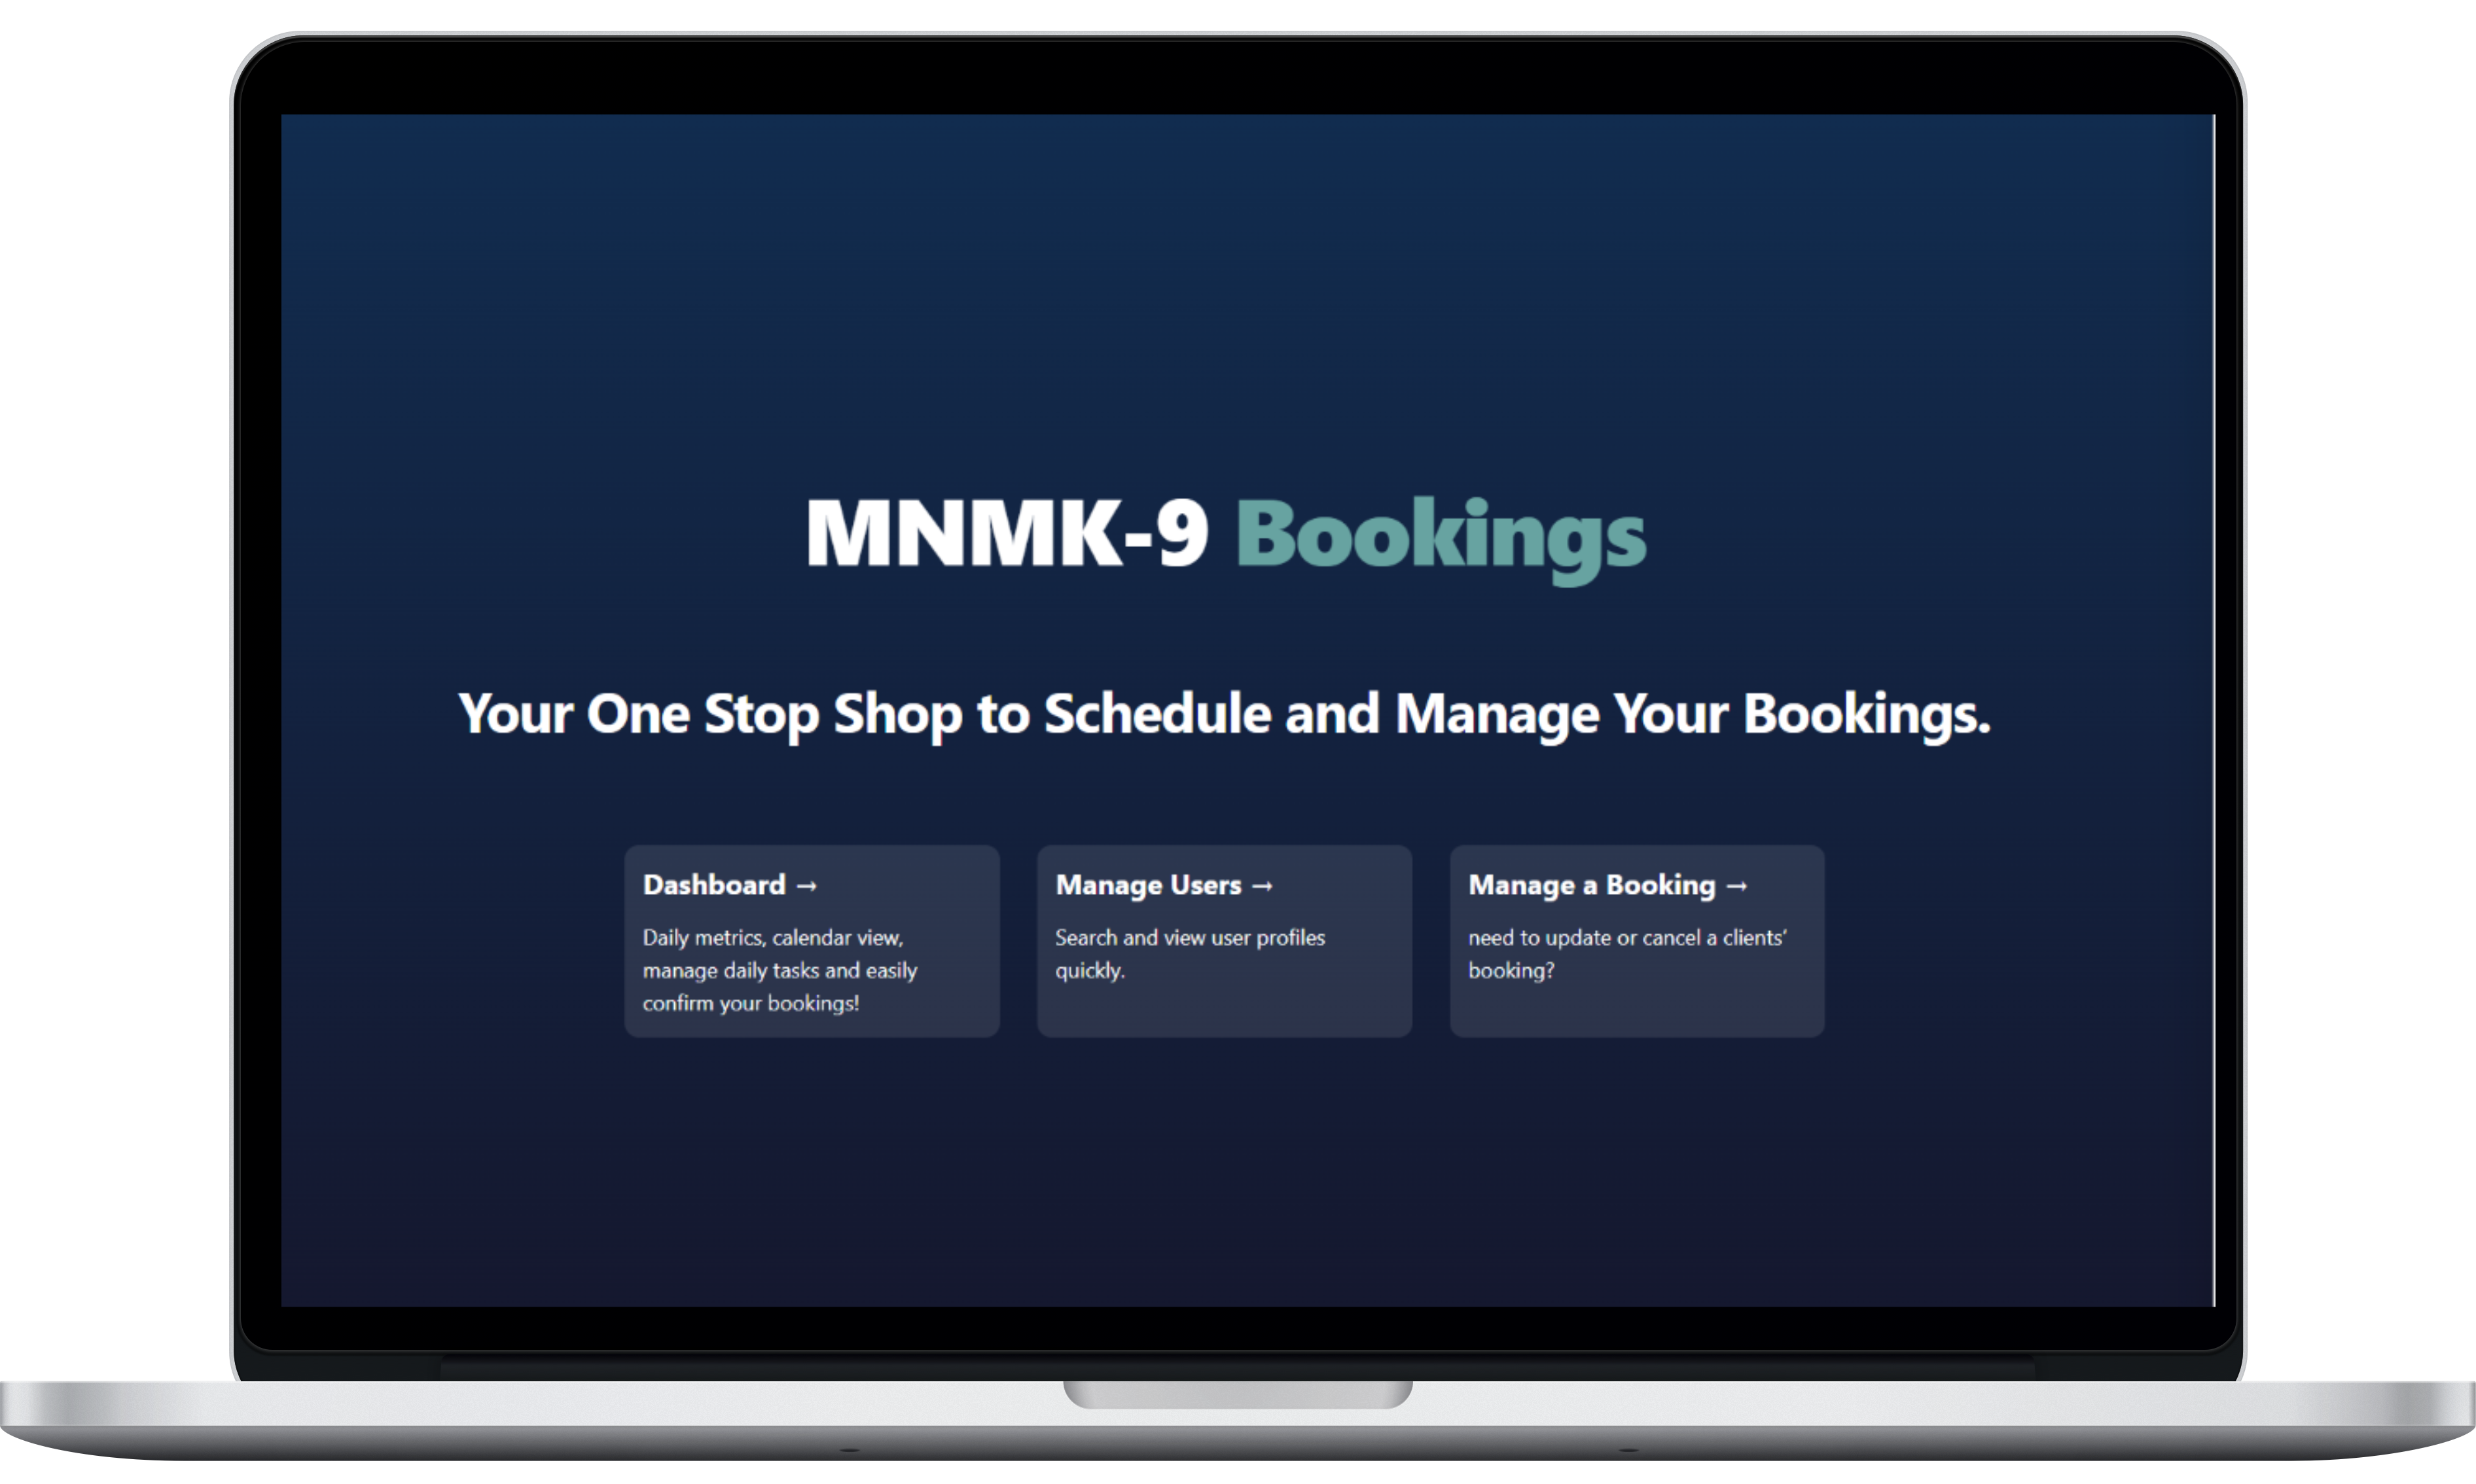 MNMK-9 Bookings
Your One Stop Shop to Schedule and Manage Your Bookings.
Dashboard →
Daily metrics, calendar view,
manage daily tasks and easily
confirm your bookings!
Manage Users →
Search and view user profiles
quickly.
Manage a Booking →
need to update or cancel a clients'
booking?